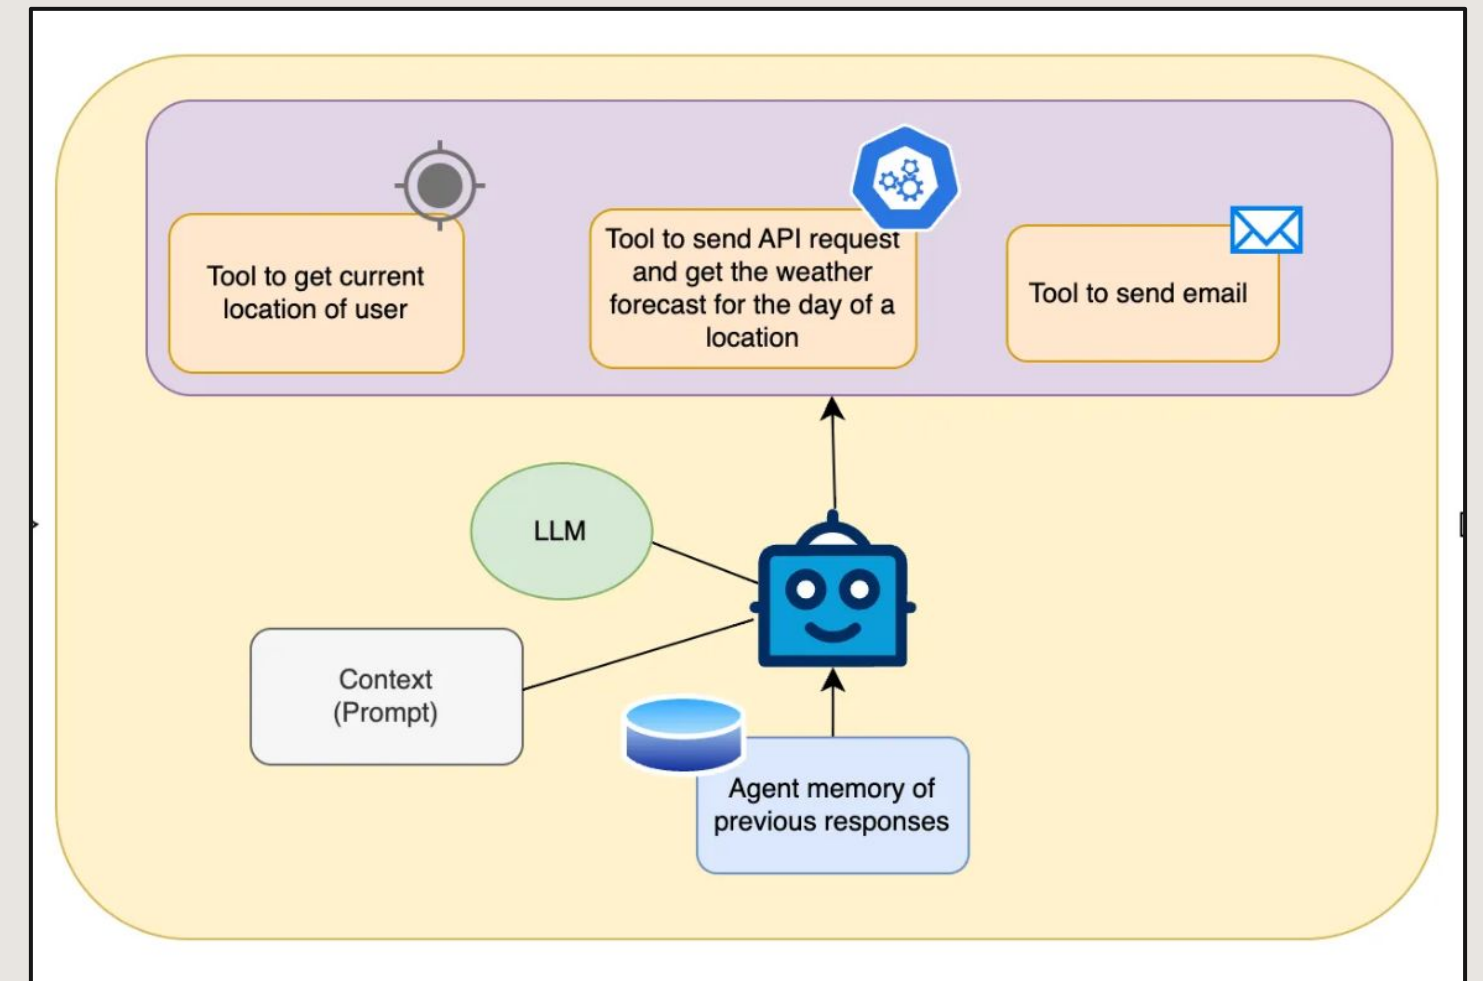 Tool to get current
location of user
Tool to send API request
and get the weather
forecast for the day of a
location
Tool to send email
LLM
Context
(Prompt)
Agent memory of
previous responses